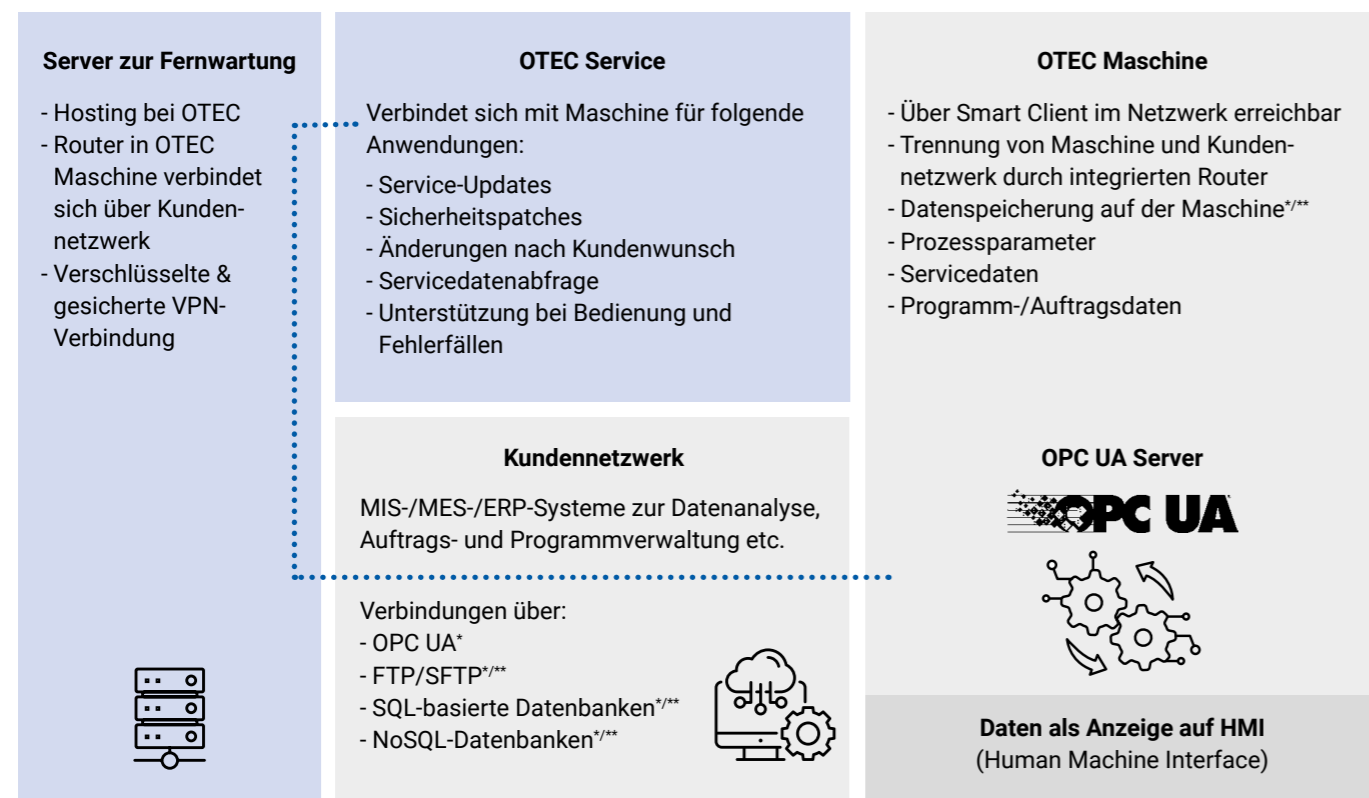 Server zur Fernwartung
- Hosting bei OTEC
- Router in OTEC
Maschine verbindet
sich über Kunden-
netzwerk
- Verschlüsselte &
gesicherte VPN-
Verbindung
OTEC Service
Verbindet sich mit Maschine für folgende
Anwendungen:
- Service-Updates
- Sicherheitspatches
- Änderungen nach Kundenwunsch
- Servicedatenabfrage
- Unterstützung bei Bedienung und
Fehlerfällen
Kundennetzwerk
MIS-/MES-/ERP-Systeme zur Datenanalyse,
Auftrags- und Programmverwaltung etc.
Verbindungen über:
- OPC UA*
- FTP/SFTP*/**
- SQL-basierte Datenbanken*/**
- NoSQL-Datenbanken*/**
OTEC Maschine
- Über Smart Client im Netzwerk erreichbar
- Trennung von Maschine und Kunden-
netzwerk durch integrierten Router
- Datenspeicherung auf der Maschine*/**
- Prozessparameter
- Servicedaten
- Programm-/Auftragsdaten
OPC UA Server
OPC UA
Daten als Anzeige auf HMI
(Human Machine Interface)